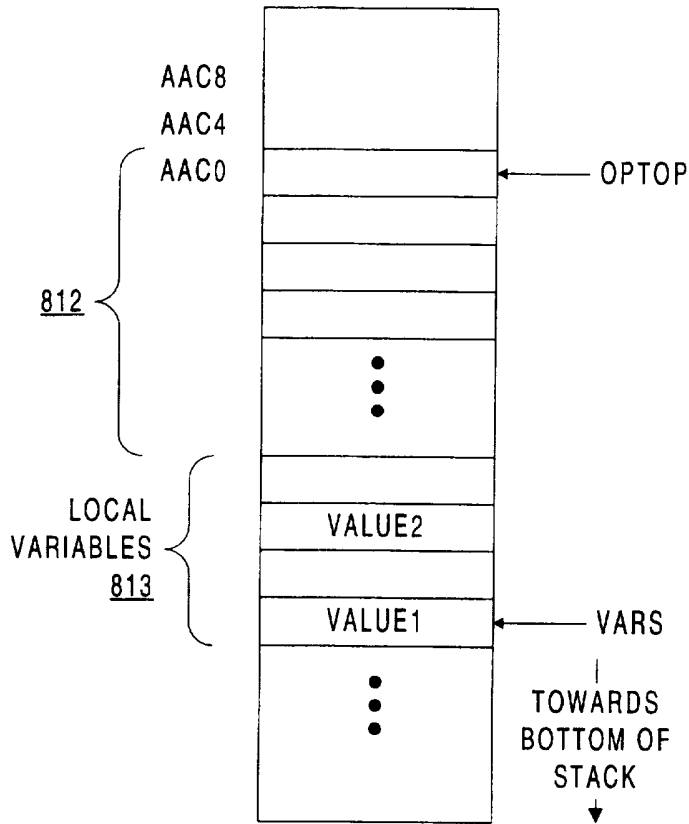 AAC8
AAC4
AAC0
OPTOP
812
LOCAL
VARIABLES
813
VALUE2
VALUE1
VARS
TOWARDS
BOTTOM OF
STACK